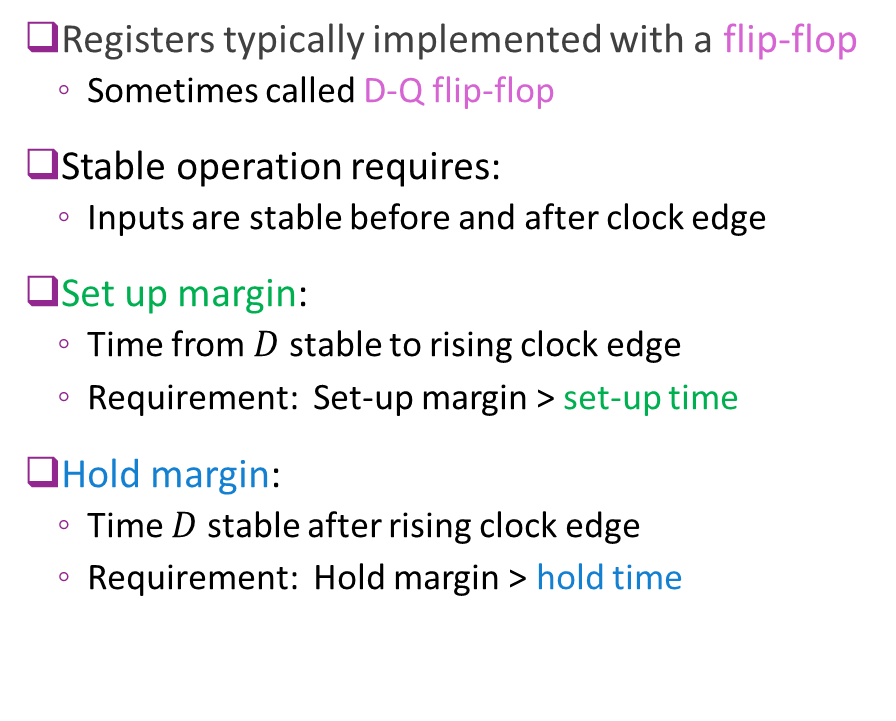 ❑Registers typically implemented with a flip-flop
◦ Sometimes called D-Q flip-flop
❑Stable operation requires:
◦ Inputs are stable before and after clock edge
❑Set up margin:
◦ Time from D stable to rising clock edge
◦ Requirement: Set-up margin > set-up time
❑Hold margin:
◦ Time D stable after rising clock edge
◦ Requirement: Hold margin > hold time